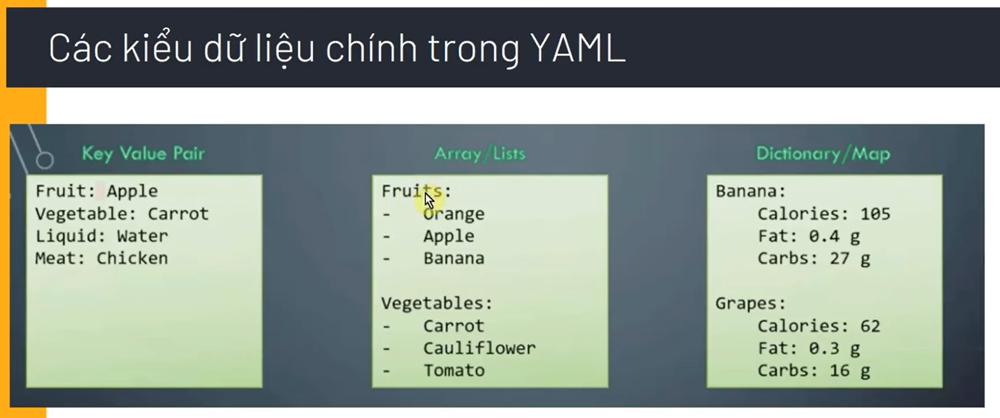 Các kiểu dữ liệu chính trong YAML
Key Value Pair
Fruit: Apple
Vegetable: Carrot
Liquid: Water
Meat: Chicken
Array/Lists
Fruits:
- Orange
- Apple
- Banana
Vegetables:
- Carrot
- Cauliflower
- Tomato
Dictionary/Map
Banana:
Calories: 105
Fat: 0.4 g
Carbs: 27 g
Grapes:
Calories: 62
Fat: 0.3 g
Carbs: 16 g